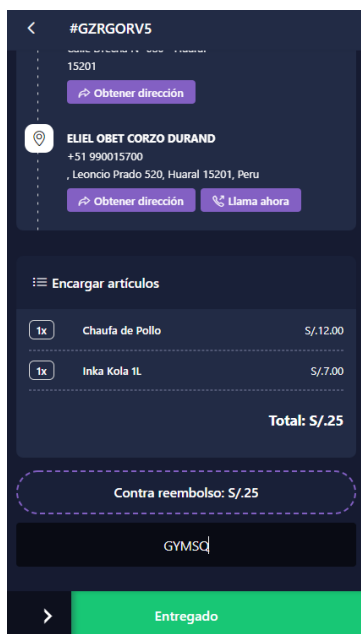 #GZRGORV5
15201
Obtener dirección
ELIEL OBET CORZO DURAND
+51 990015700
, Leoncio Prado 520, Huaral 15201, Peru
Obtener dirección
Llama ahora
Encargar artículos
1x Chaufa de Pollo S/.12.00
1x Inka Kola 1L S/.7.00
Total: S/.25
Contra reembolso: S/.25
GYMSQ
Entregado